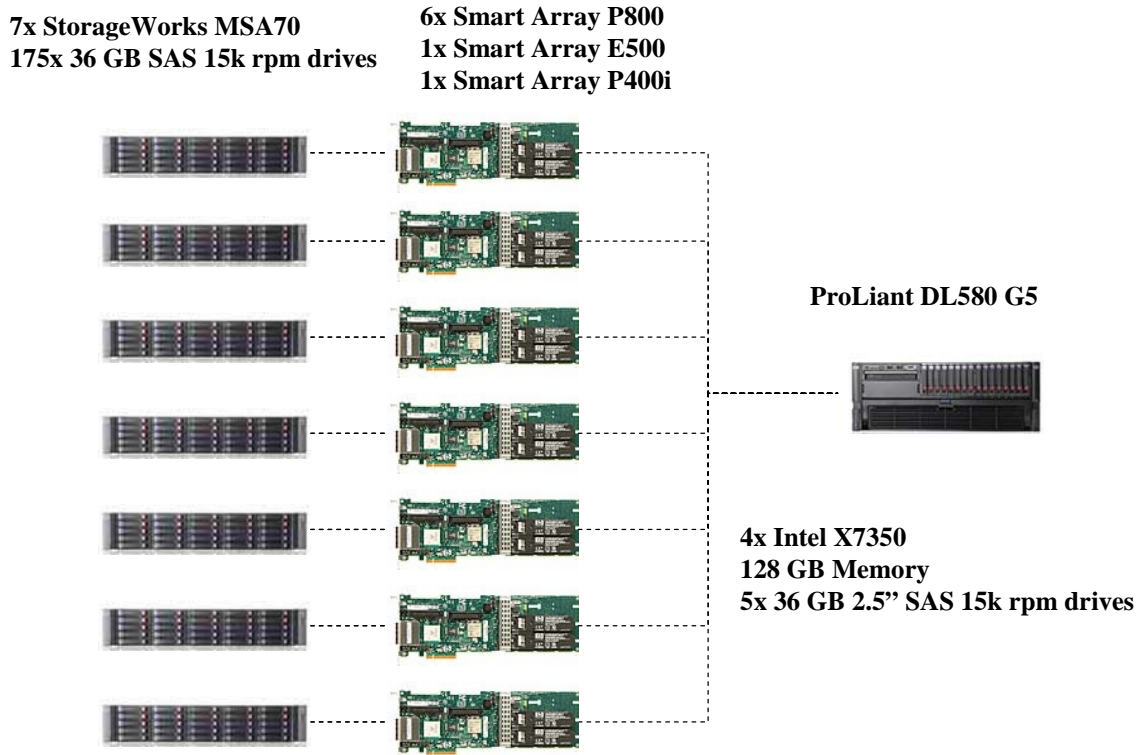 7x StorageWorks MSA70
175x 36 GB SAS 15k rpm drives
6x Smart Array P800
1x Smart Array E500
1x Smart Array P400i
ProLiant DL580 G5
4x Intel X7350
128 GB Memory
5x 36 GB 2.5” SAS 15k rpm drives